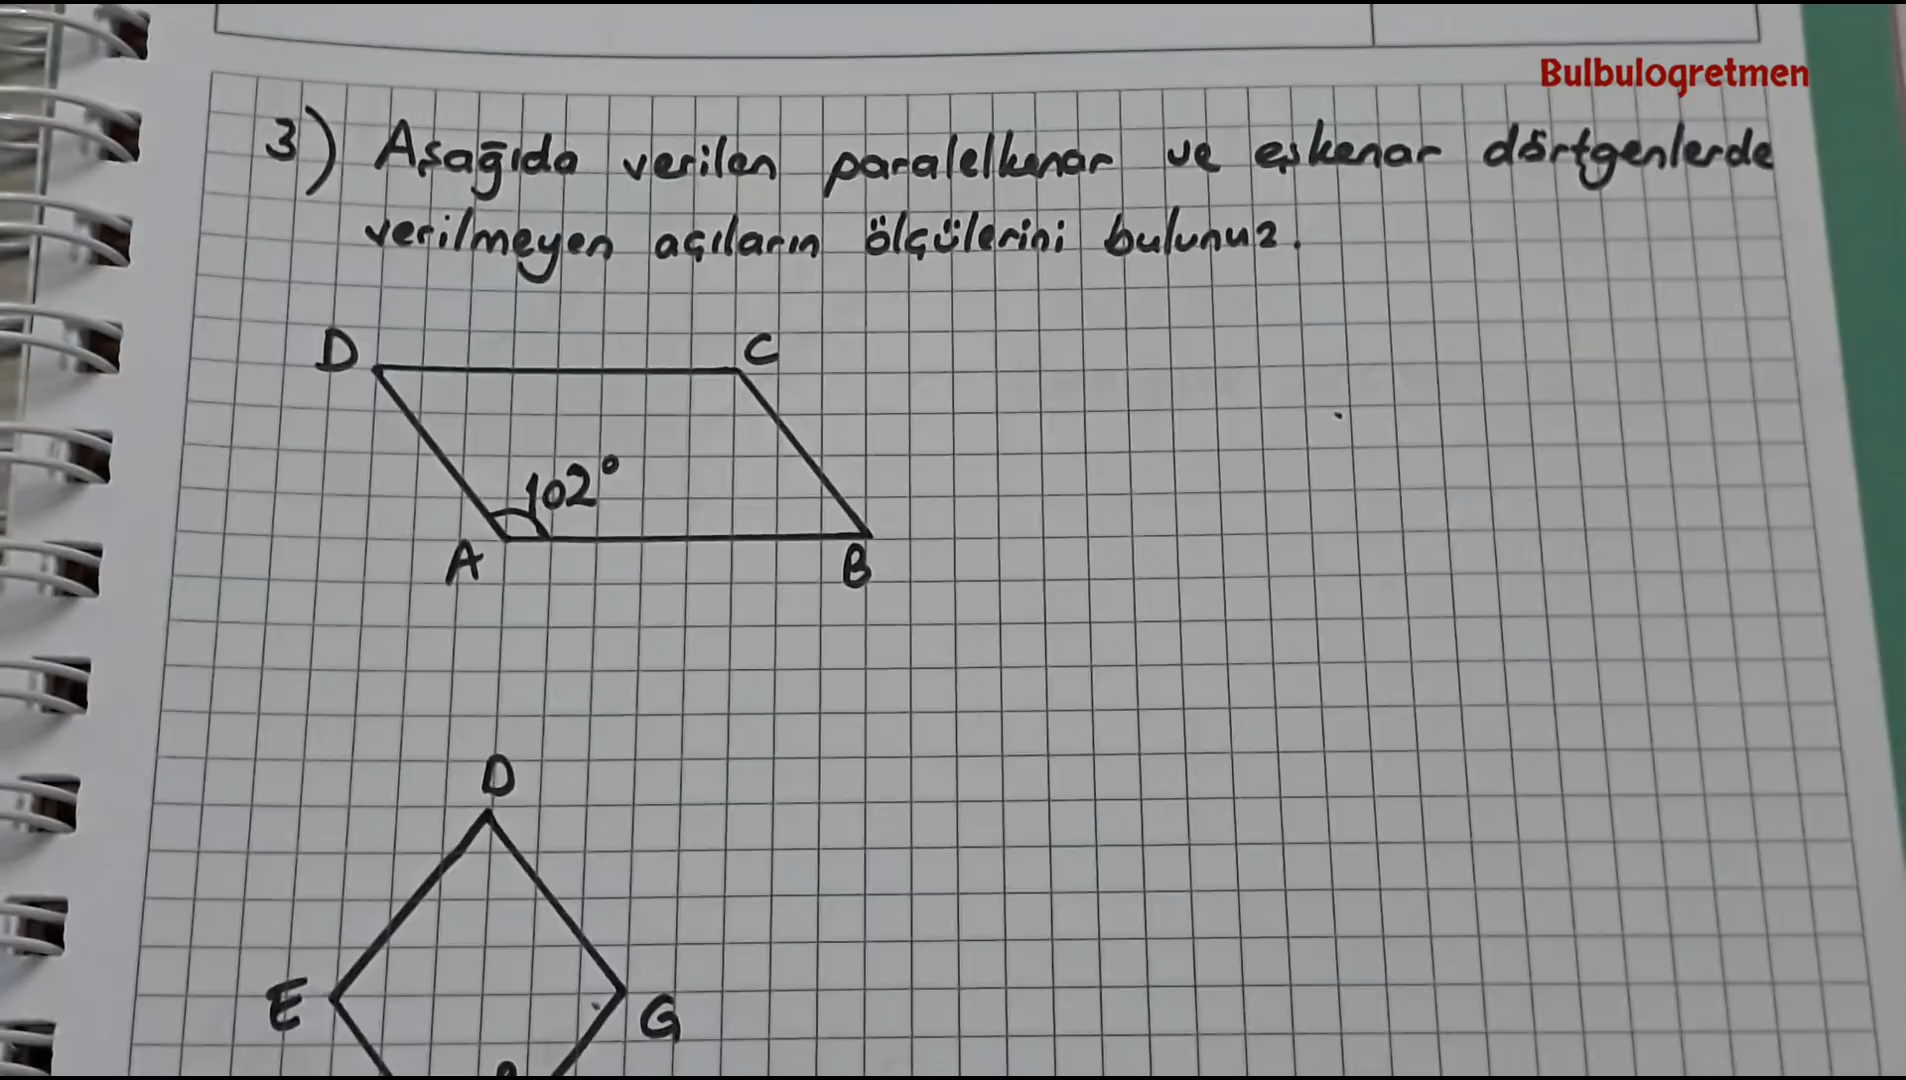 Bulbulogretmen
3) Aşağıda verilen paralelkenar ve eşkenar dörtgenlerde
verilmeyen açıların ölçülerini bulunuz.
D C
102°
A B
D
E G